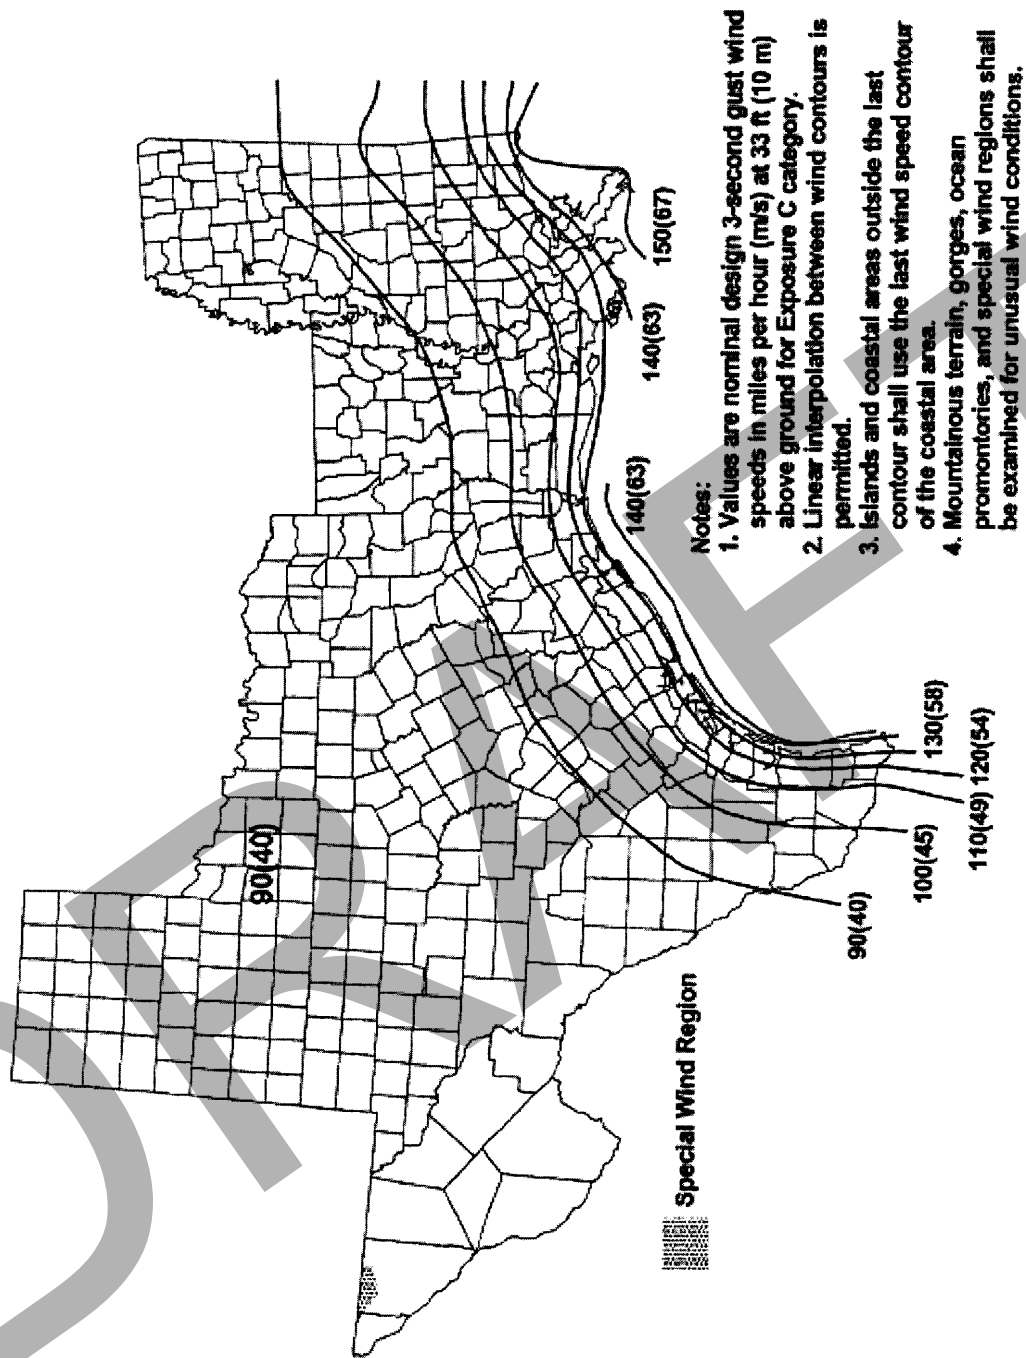 90(40)
90(40)
100(45)
110(49)
120(54)
130(58)
140(63)
140(63)
150(67)
Special Wind Region
Notes:
1. Values are nominal design 3-second gust wind
speeds in miles per hour (m/s) at 33 ft (10 m)
above ground for Exposure C category.
2. Linear interpolation between wind contours is
permitted.
3. Islands and coastal areas outside the last
contour shall use the last wind speed contour
of the coastal area.
4. Mountainous terrain, gorges, ocean
promontories, and special wind regions shall
be examined for unusual wind conditions.
DRAFT